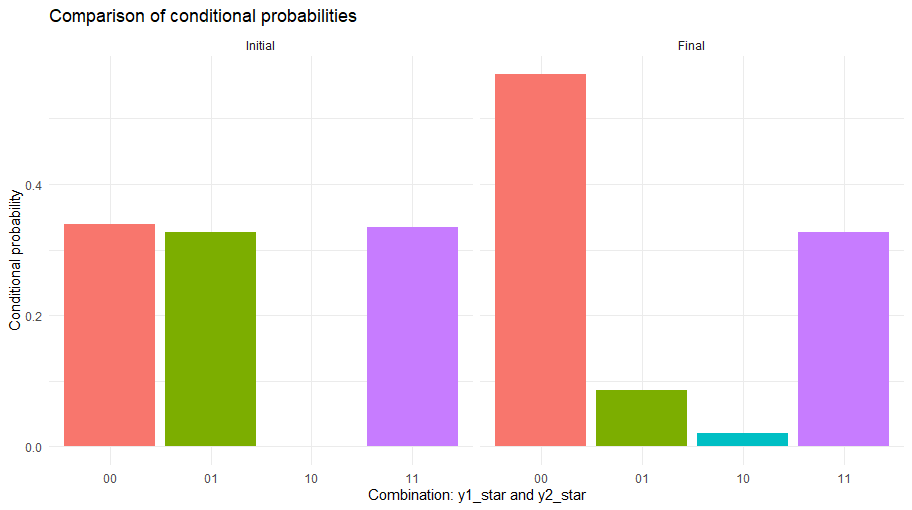 Comparison of conditional probabilities
Initial
Final
Conditional probability
0.4
0.2
0.0
00 01 10 11
00 01 10 11
Combination: y1_star and y2_star